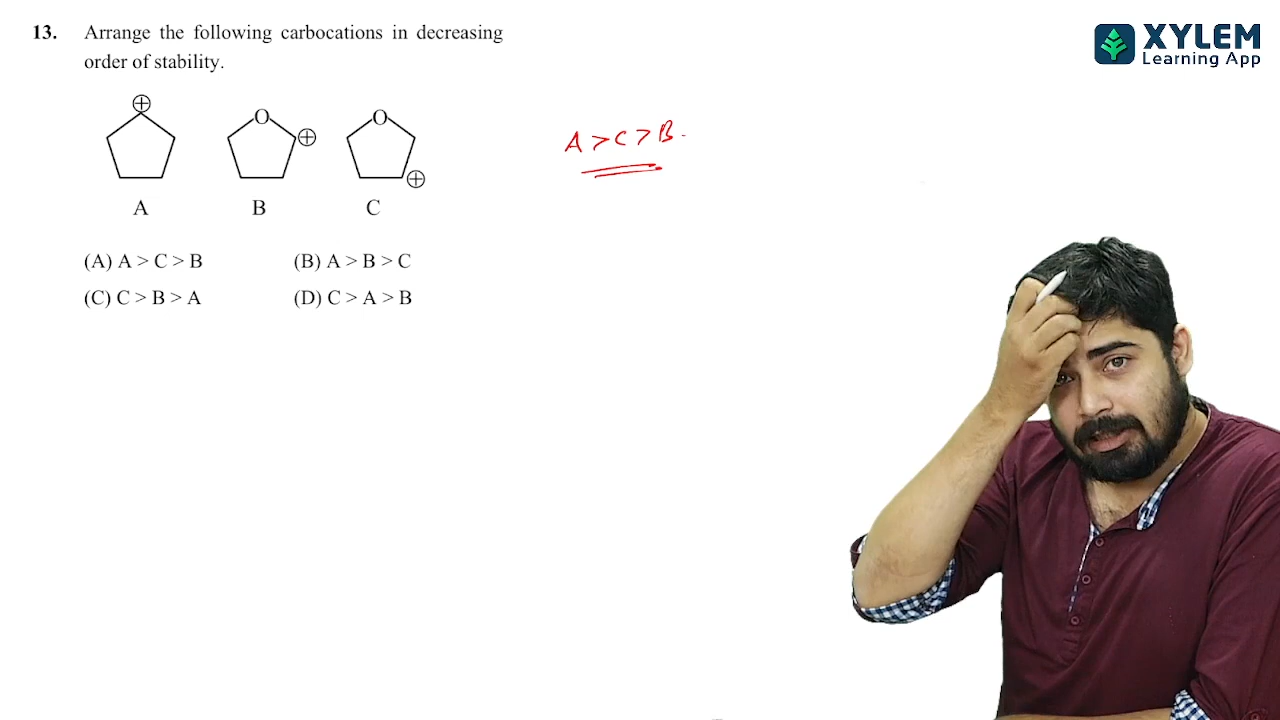 13. Arrange the following carbocations in decreasing
order of stability.
XYLEM
Learning App
⊕
O ⊕
O
⊕
A B C
A > C > B.
(A) A > C > B (B) A > B > C
(C) C > B > A (D) C > A > B